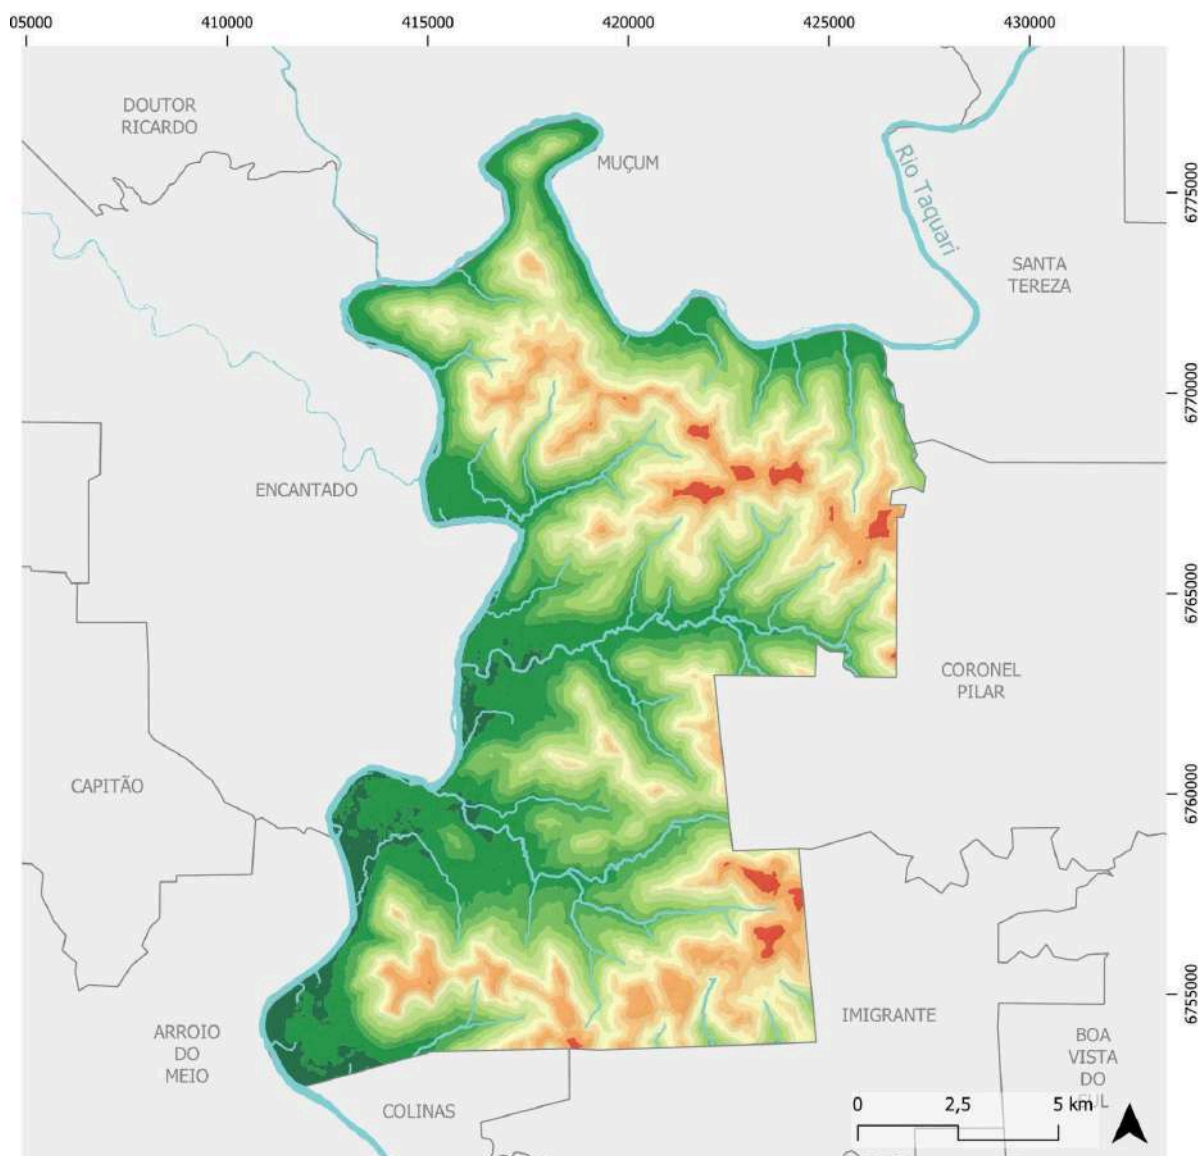 05000 410000 415000 420000 425000 430000
DOUTOR
RICARDO
MUÇUM
Rio Taquari
6775000
SANTA
TEREZA
6770000
ENCANTADO
6765000
CORONEL
PILAR
CAPITÃO
6760000
6755000
IMIGRANTE
ARROIO
DO
MEIO
BOA
VISTA
DO
SUL
COLINAS
0 2,5 5 km